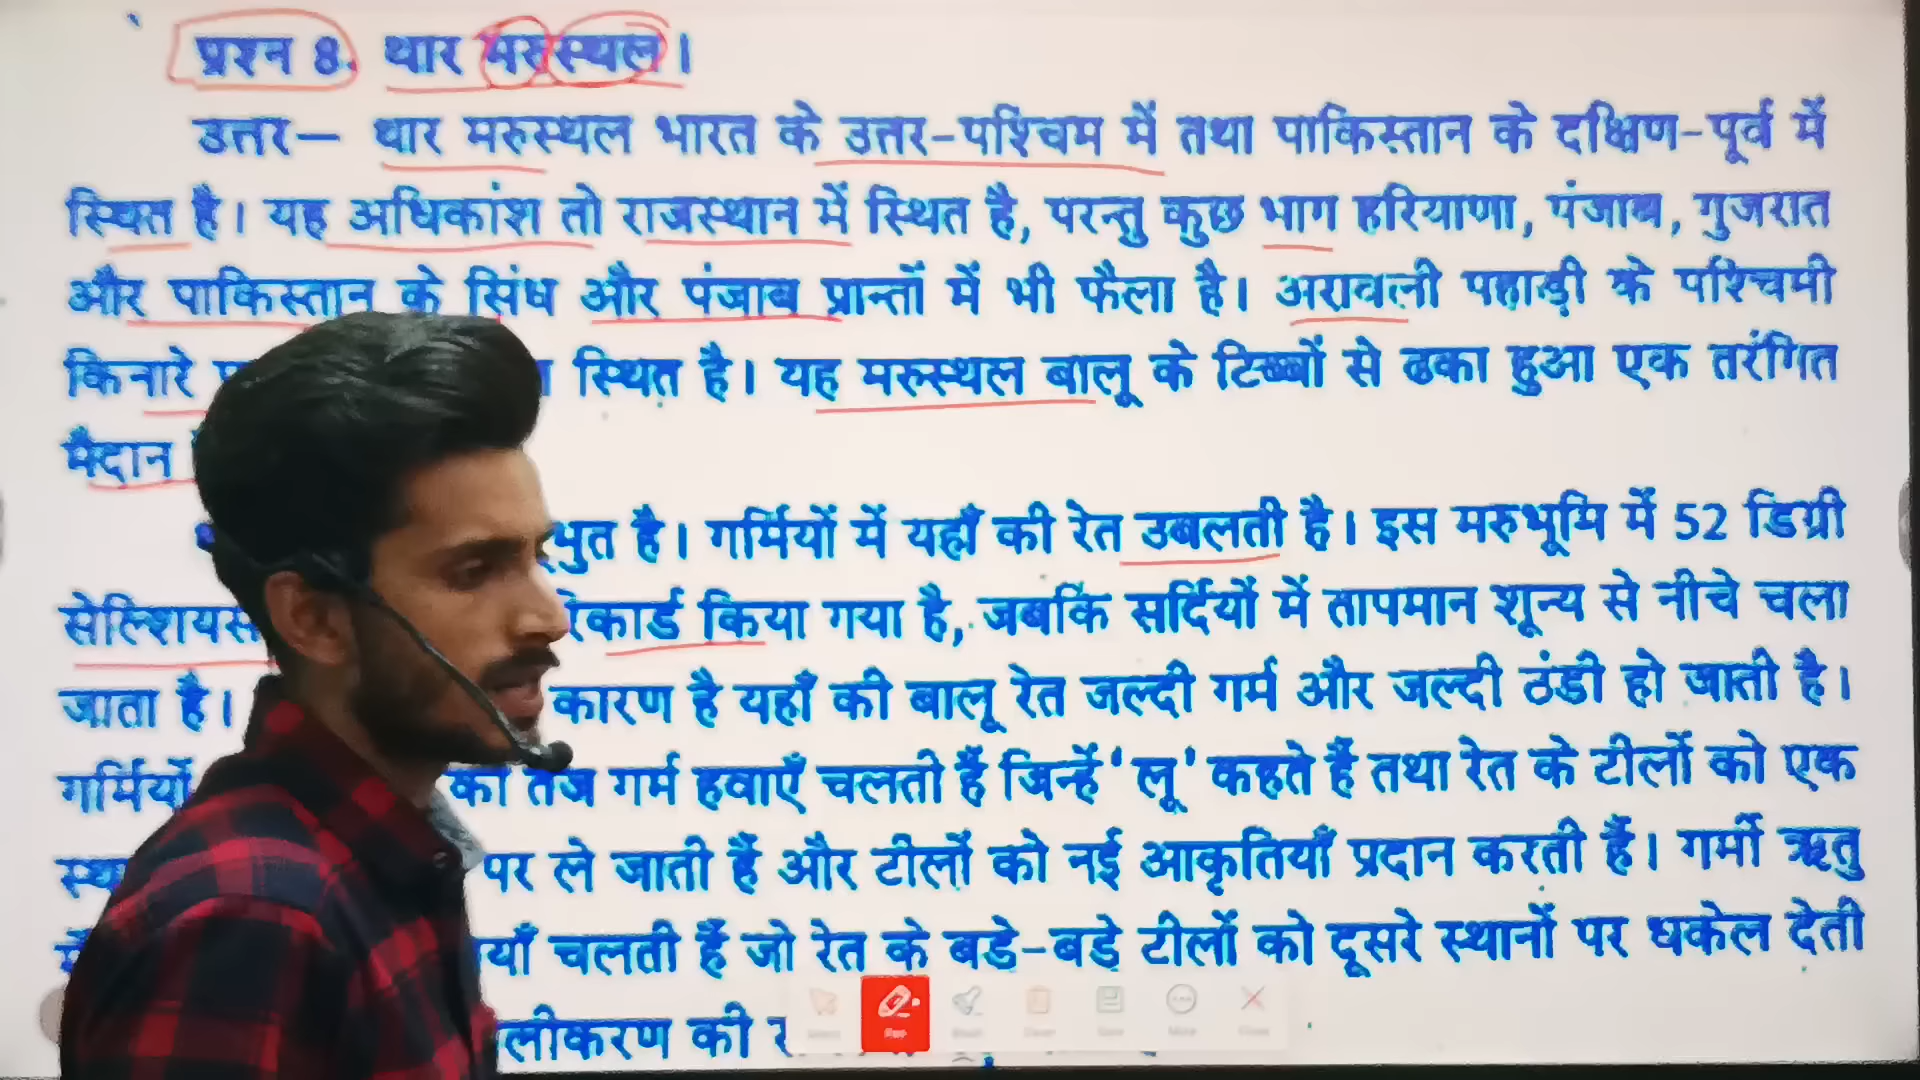 प्रश्न 8. थार मरुस्थल।
उत्तर– थार मरुस्थल भारत के उत्तर-पश्चिम में तथा पाकिस्तान के दक्षिण-पूर्व में
स्थित है। यह अधिकांश तो राजस्थान में स्थित है, परन्तु कुछ भाग हरियाणा, पंजाब, गुजरात
और पाकिस्तान के सिंध और पंजाब प्रान्तों में भी फैला है। अरावली पहाड़ी के पश्चिमी
किनारे स्थित है। यह मरुस्थल बालू के टिब्बों से ढका हुआ एक तरंगित
मैदान
है। गर्मियों में यहाँ की रेत उबलती है। इस मरुभूमि में 52 डिग्री
सेल्शियस रेकार्ड किया गया है, जबकि सर्दियों में तापमान शून्य से नीचे चला
जाता है। कारण है यहाँ की बालू रेत जल्दी गर्म और जल्दी ठंडी हो जाती है।
गर्मियों तेज गर्म हवाएँ चलती हैं जिन्हें 'लू' कहते हैं तथा रेत के टीलों को एक
पर ले जाती हैं और टीलों को नई आकृतियाँ प्रदान करती हैं। गर्मी ऋतु
चलती हैं जो रेत के बडे-बडे टीलों को दूसरे स्थानों पर धकेल देती
की